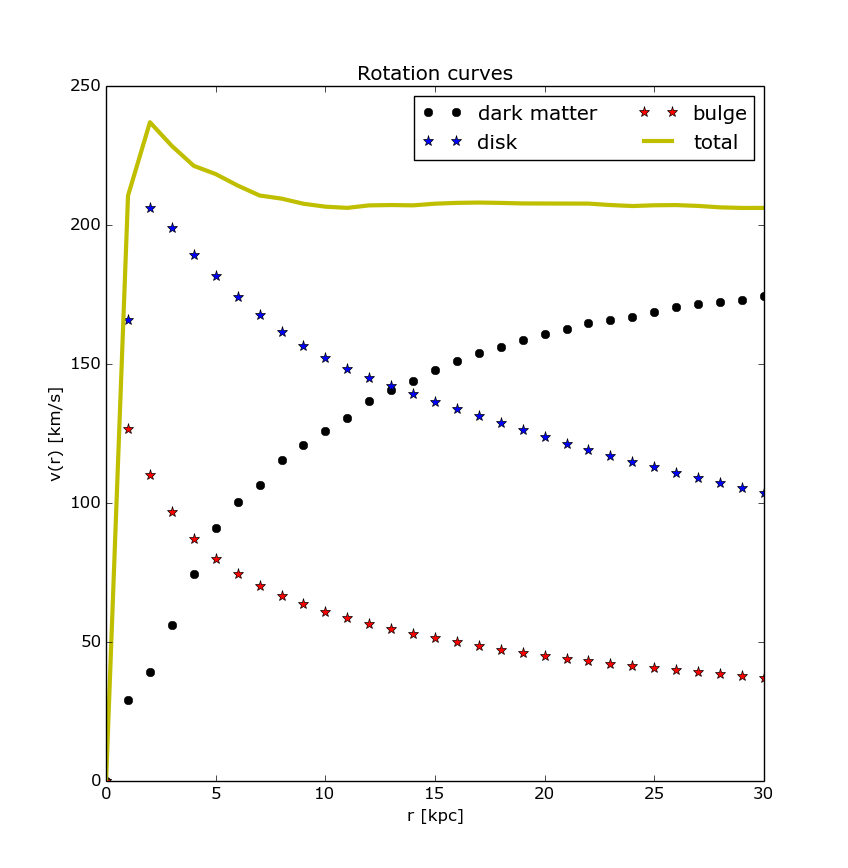 Rotation curves
dark matter
disk
bulge
total
250
200
150
100
50
0
v(r) [km/s]
0 5 10 15 20 25 30
r [kpc]